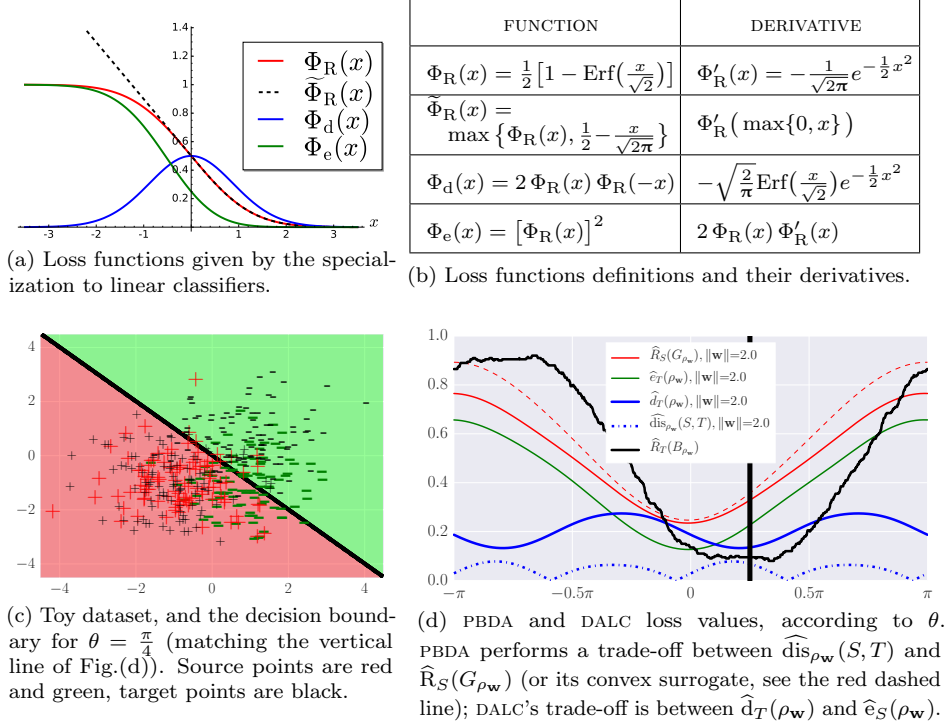 1.4
1.2
1.0
0.8
0.6
0.4
0.2
-3 -2 -1 0 1 2 3 x
Φ_R(x)
Φ̃_R(x)
Φ_d(x)
Φ_e(x)
(a) Loss functions given by the special-
ization to linear classifiers.
FUNCTION DERIVATIVE
Φ_R(x) = 1/2[1 − Erf(x/√2)] Φ′_R(x) = −1/√(2π) e^{−1/2 x²}
Φ̃_R(x) =
max {Φ_R(x), 1/2 − x/√(2π)} Φ′_R(max{0, x})
Φ_d(x) = 2 Φ_R(x) Φ_R(−x) −√(2/π) Erf(x/√2) e^{−1/2 x²}
Φ_e(x) = [Φ_R(x)]² 2 Φ_R(x) Φ′_R(x)
(b) Loss functions definitions and their derivatives.
4
2
0
−2
−4
−4 −2 0 2 4
(c) Toy dataset, and the decision bound-
ary for θ = π/4 (matching the vertical
line of Fig.(d)). Source points are red
and green, target points are black.
1.0
0.8
0.6
0.4
0.2
0.0
−π −0.5π 0 0.5π π
R̂_S(G_{ρ_w}), ‖w‖=2.0
ê_T(ρ_w), ‖w‖=2.0
d̂_T(ρ_w), ‖w‖=2.0
d̂is_{ρ_w}(S, T), ‖w‖=2.0
R̂_T(B_{ρ_w})
(d) PBDA and DALC loss values, according to θ.
PBDA performs a trade-off between d̂is_{ρ_w}(S, T) and
R̂_S(G_{ρ_w}) (or its convex surrogate, see the red dashed
line); DALC's trade-off is between d̂_T(ρ_w) and ê_S(ρ_w).